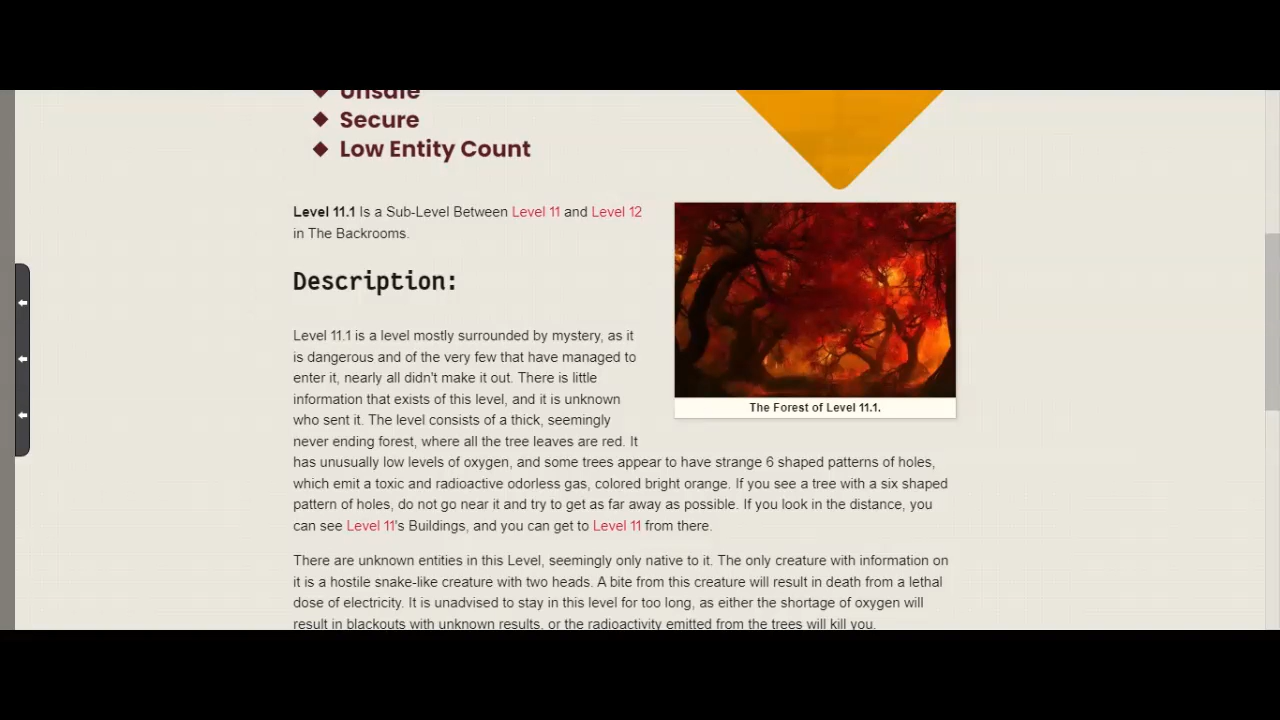 Unsafe
Secure
Low Entity Count
Level 11.1 Is a Sub-Level Between Level 11 and Level 12
in The Backrooms.
Description:
The Forest of Level 11.1.
Level 11.1 is a level mostly surrounded by mystery, as it
is dangerous and of the very few that have managed to
enter it, nearly all didn't make it out. There is little
information that exists of this level, and it is unknown
who sent it. The level consists of a thick, seemingly
never ending forest, where all the tree leaves are red. It
has unusually low levels of oxygen, and some trees appear to have strange 6 shaped patterns of holes,
which emit a toxic and radioactive odorless gas, colored bright orange. If you see a tree with a six shaped
pattern of holes, do not go near it and try to get as far away as possible. If you look in the distance, you
can see Level 11's Buildings, and you can get to Level 11 from there.
There are unknown entities in this Level, seemingly only native to it. The only creature with information on
it is a hostile snake-like creature with two heads. A bite from this creature will result in death from a lethal
dose of electricity. It is unadvised to stay in this level for too long, as either the shortage of oxygen will
result in blackouts with unknown results, or the radioactivity emitted from the trees will kill you.